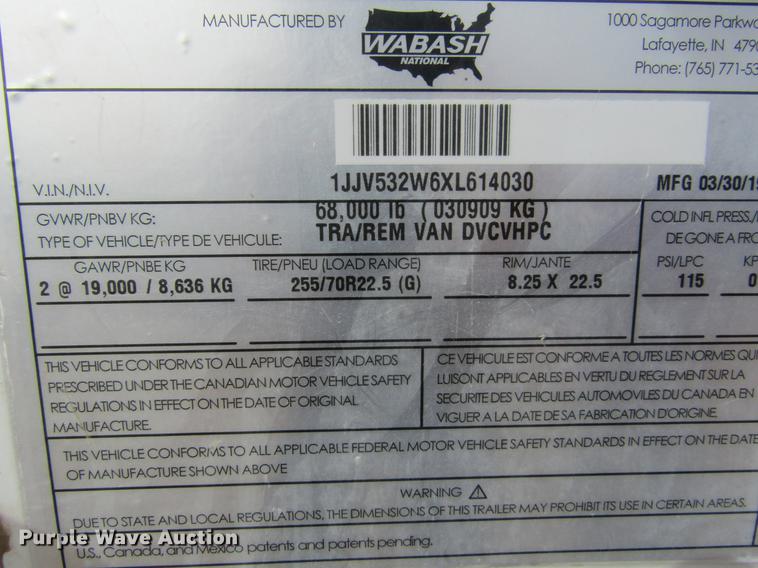 MANUFACTURED BY
WABASH
NATIONAL
1000 Sagamore Parkw
Lafayette, IN 4790
Phone: (765) 771-53
V.I.N./N.I.V.
1JJV532W6XL614030
MFG 03/30/19
GVWR/PNBV KG:
68,000 lb ( 030909 KG )
TYPE OF VEHICLE/TYPE DE VEHICULE:
TRA/REM VAN DVCVHPC
COLD INFL PRESS./
DE GONE A FRO
GAWR/PNBE KG
TIRE/PNEU (LOAD RANGE)
RIM/JANTE
PSI/LPC
KP
2 @ 19,000 / 8,636 KG
255/70R22.5 (G)
8.25 X 22.5
115
THIS VEHICLE CONFORMS TO ALL APPLICABLE STANDARDS
PRESCRIBED UNDER THE CANADIAN MOTOR VEHICLE SAFETY
REGULATIONS IN EFFECT ON THE DATE OF ORIGINAL
MANUFACTURE.
CE VEHICULE EST CONFORME A TOUTES LES NORMES QUI
LUI SONT APPLICABLES EN VERTU DU REGLEMENT SUR LA
SECURITE DES VEHICULES AUTOMOVILES DU CANADA EN
VIGUER A LA DATE DE SA FABRICATION D'ORIGINE.
THIS VEHICLE CONFORMS TO ALL APPLICABLE FEDERAL MOTOR VEHICLE SAFETY STANDARDS IN EFFECT ON THE DATE
OF MANUFACTURE SHOWN ABOVE
WARNING
DUE TO STATE AND LOCAL REGULATIONS, THE DIMENSIONS OF THIS TRAILER MAY PROHIBIT ITS USE IN CERTAIN AREAS.
Purple Wave Auction
U.S., Canada, and Mexico patents and patents pending.